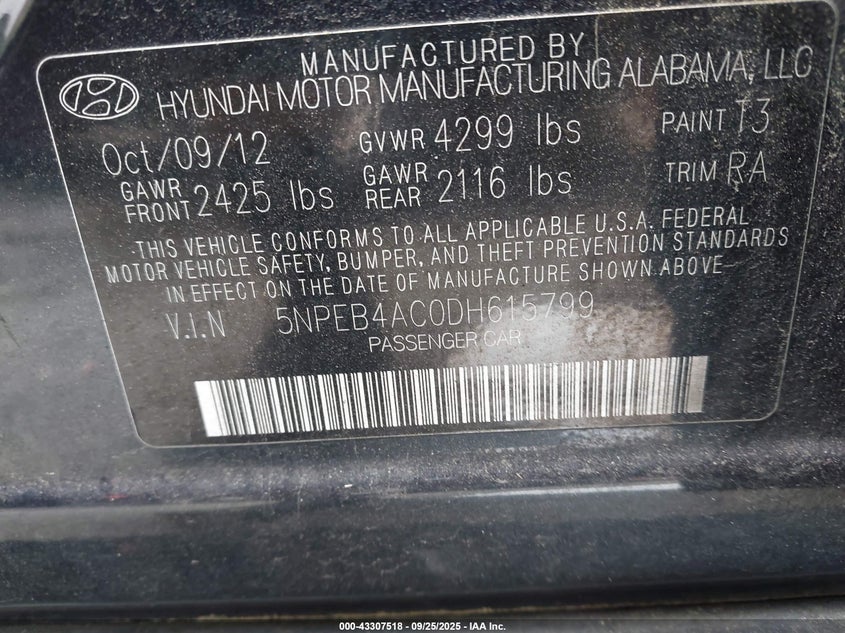 MANUFACTURED BY
HYUNDAI MOTOR MANUFACTURING ALABAMA, LLC
Oct/09/12 GVWR 4299 lbs PAINT T3
GAWR FRONT 2425 lbs GAWR REAR 2116 lbs TRIM RA
THIS VEHICLE CONFORMS TO ALL APPLICABLE U.S.A. FEDERAL
MOTOR VEHICLE SAFETY, BUMPER, AND THEFT PREVENTION STANDARDS
IN EFFECT ON THE DATE OF MANUFACTURE SHOWN ABOVE
V.I.N 5NPEB4AC0DH615799
PASSENGER CAR
000-43307518 - 09/25/2025 - IAA Inc.